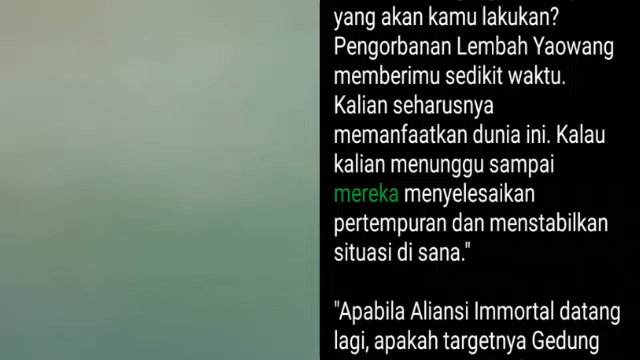 yang akan kamu lakukan?
Pengorbanan Lembah Yaowang
memberimu sedikit waktu.
Kalian seharusnya
memanfaatkan dunia ini. Kalau
kalian menunggu sampai
mereka menyelesaikan
pertempuran dan menstabilkan
situasi di sana."
"Apabila Aliansi Immortal datang
lagi, apakah targetnya Gedung